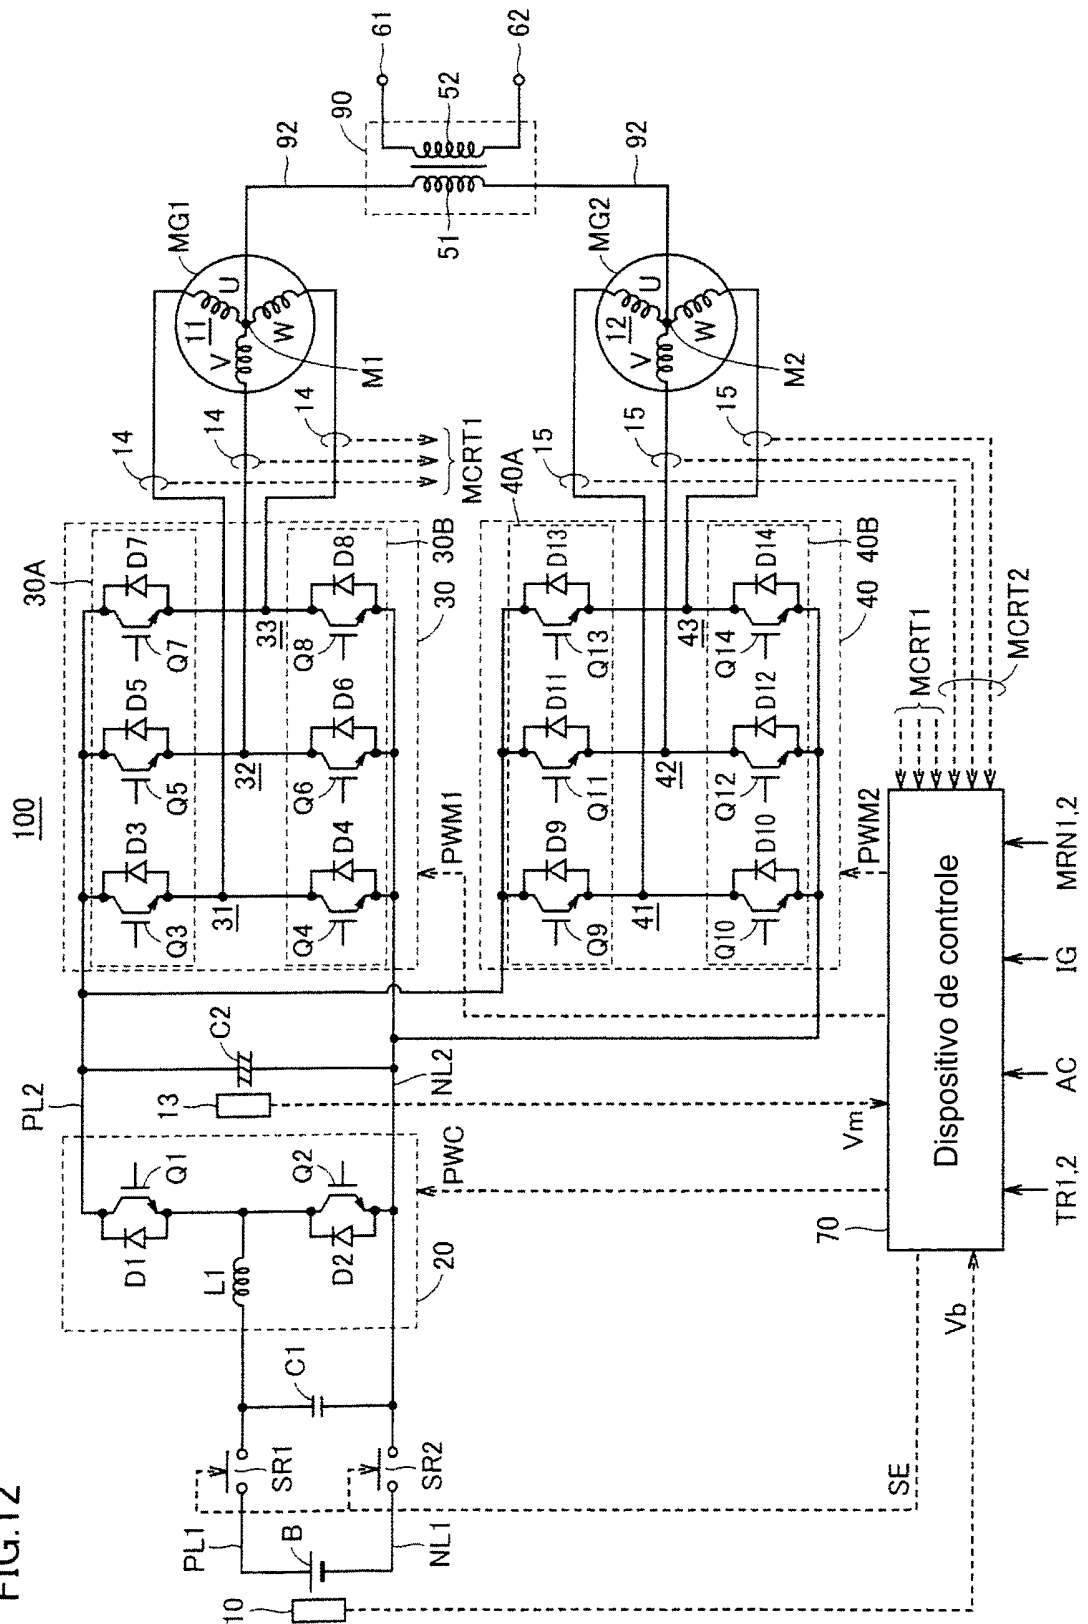 FIG.12
100
10
B
PL1
NL1
SR1
SR2
C1
L1
D1
Q1
D2
Q2
20
PWC
PL2
13
C2
NL2
30A
Q3
D3
Q5
D5
Q7
D7
31
32
33
Q4
D4
Q6
D6
Q8
D8
30B
30
PWM1
14
14
14
MCRT1
MG1
11
U
V
W
M1
92
90
51
52
61
62
92
40A
Q9
D9
Q11
D11
Q13
D13
41
42
43
Q10
D10
Q12
D12
Q14
D14
40B
40
PWM2
15
15
15
MG2
12
U
V
W
M2
MCRT1
MCRT2
SE
Vb
Vm
70
Dispositivo de controle
TR1,2
AC
IG
MRN1,2